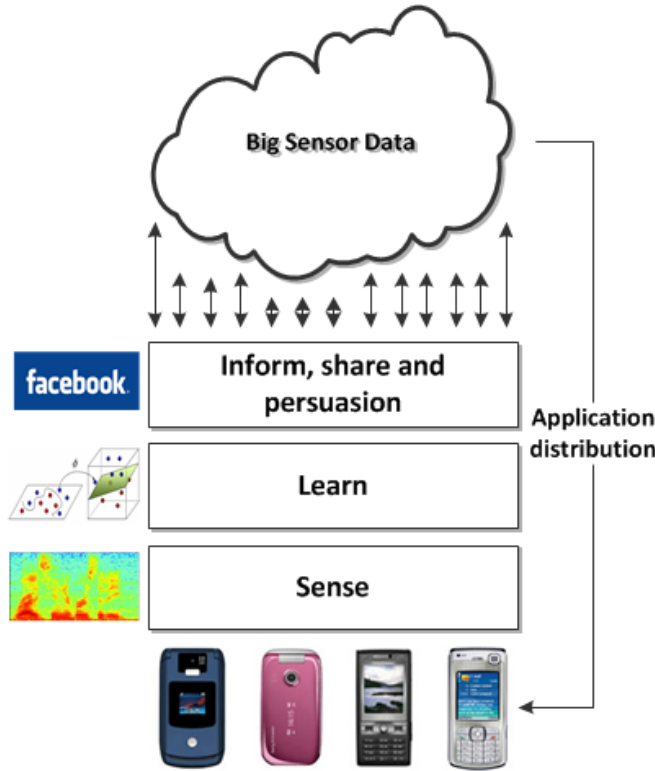 Big Sensor Data
facebook.
Inform, share and
persuasion
Application
distribution
ϕ
Learn
Sense